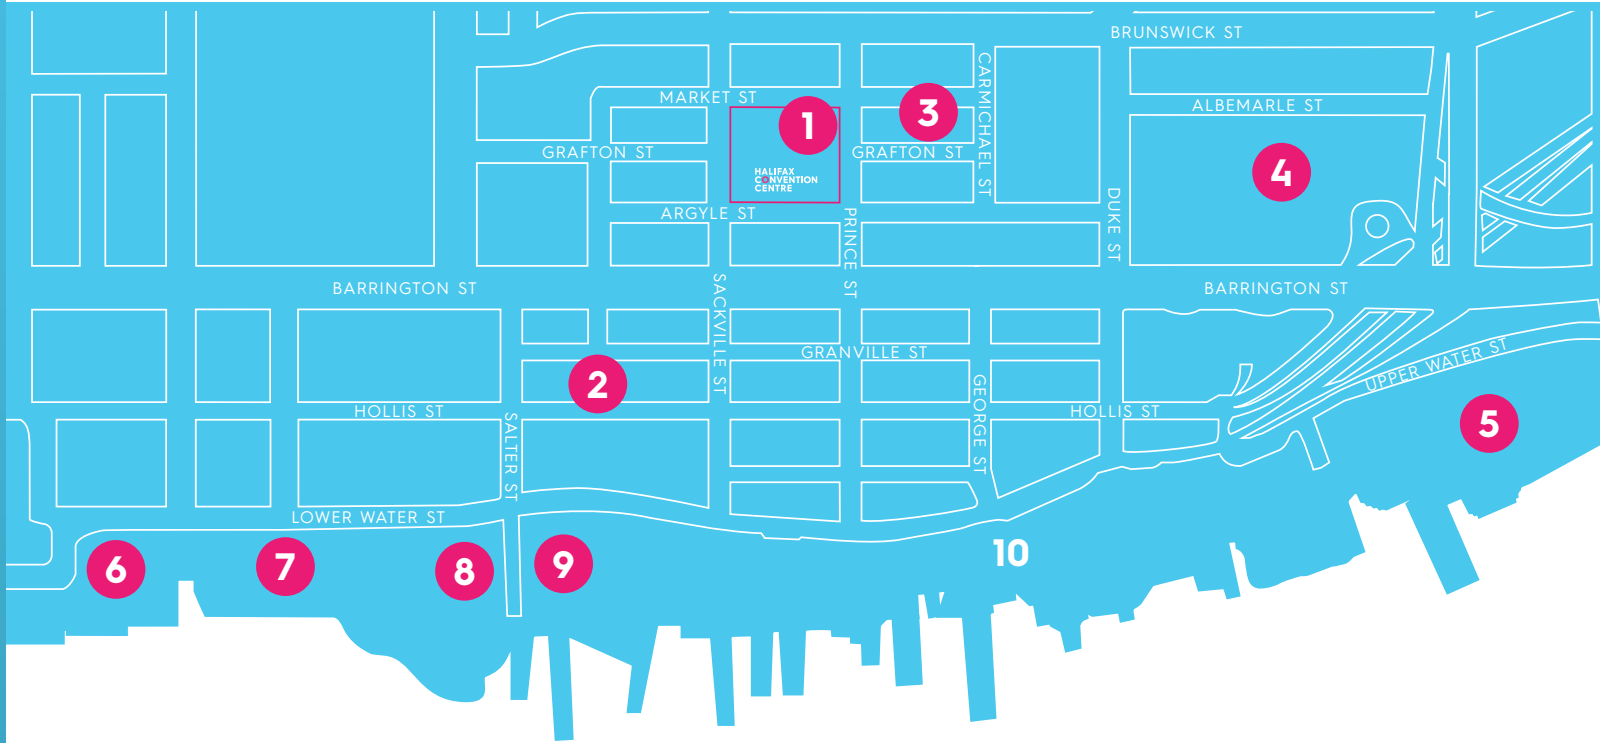 BRUNSWICK ST
CARMICHAEL ST
MARKET ST
ALBEMARLE ST
1
3
GRAFTON ST
GRAFTON ST
4
HALIFAX
CONVENTION
CENTRE
ARGYLE ST
PRINCE ST
DUKE ST
BARRINGTON ST
SACKVILLE ST
BARRINGTON ST
GRANVILLE ST
UPPER WATER ST
2
GEORGE ST
HOLLIS ST
HOLLIS ST
SALTER ST
5
LOWER WATER ST
6
7
8
9
10